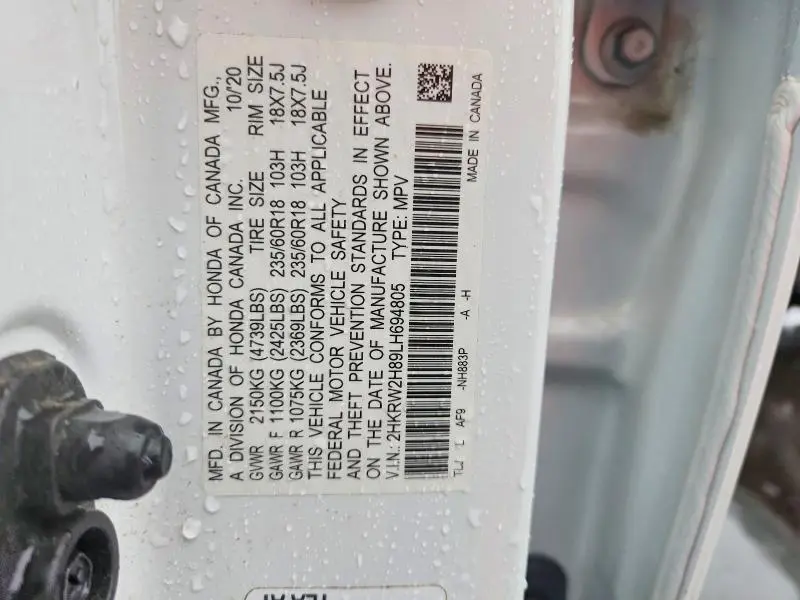 MFD. IN CANADA BY HONDA OF CANADA MFG.,
A DIVISION OF HONDA CANADA INC. 10/'20
GVWR 2150KG (4739LBS) TIRE SIZE RIM SIZE
GAWR F 1100KG (2425LBS) 235/60R18 103H 18X7.5J
GAWR R 1075KG (2369LBS) 235/60R18 103H 18X7.5J
THIS VEHICLE CONFORMS TO ALL APPLICABLE
FEDERAL MOTOR VEHICLE SAFETY
AND THEFT PREVENTION STANDARDS IN EFFECT
ON THE DATE OF MANUFACTURE SHOWN ABOVE.
V.I.N.: 2HKRW2H89LH694805 TYPE: MPV
AF9 -NH883P -A -H MADE IN CANADA